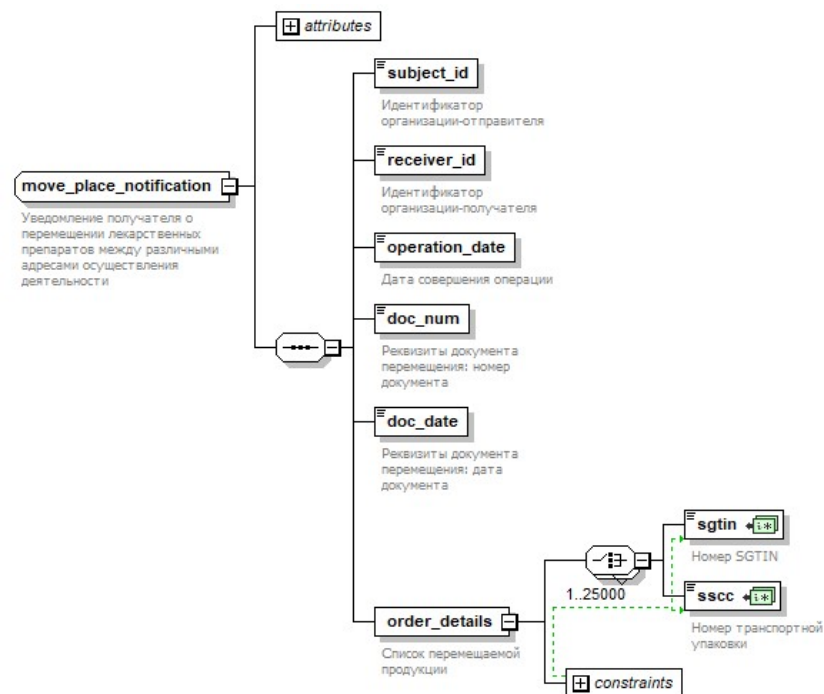 attributes
subject_id
Идентификатор
организации-отправителя
receiver_id
Идентификатор
организации-получателя
move_place_notification
Уведомление получателя о
перемещении лекарственных
препаратов между различными
адресами осуществления
деятельности
operation_date
Дата совершения операции
doc_num
Реквизиты документа
перемещения: номер
документа
doc_date
Реквизиты документа
перемещения: дата
документа
sgtin
Номер SGTIN
1..25000
sscc
Номер транспортной
упаковки
order_details
Список перемещаемой
продукции
constraints